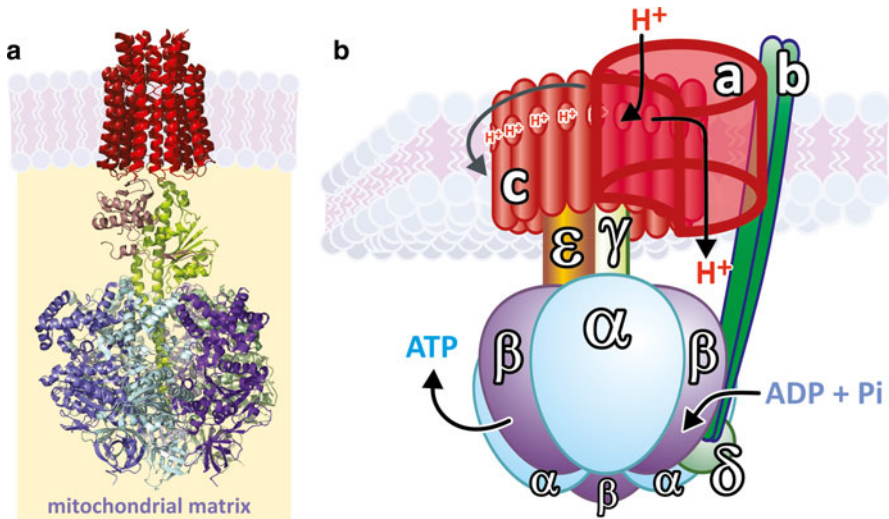 a
mitochondrial matrix
b
H⁺
a
b
H⁺
H⁺
H⁺
H⁺
c
ε
γ
H⁺
α
β
β
ATP
ADP + Pi
δ
α
β
α